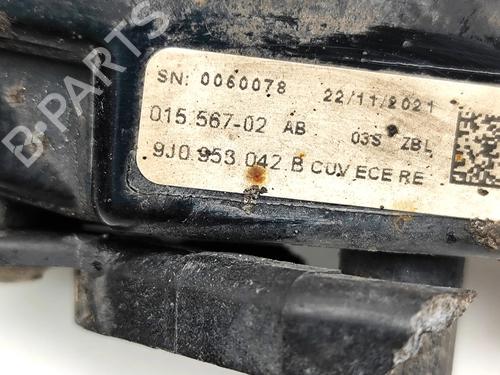 SN: 0060078 22/11/2021
015.567-02 AB 03S ZBL
9J0.953.042.B CUV ECE RE
B-PARTS